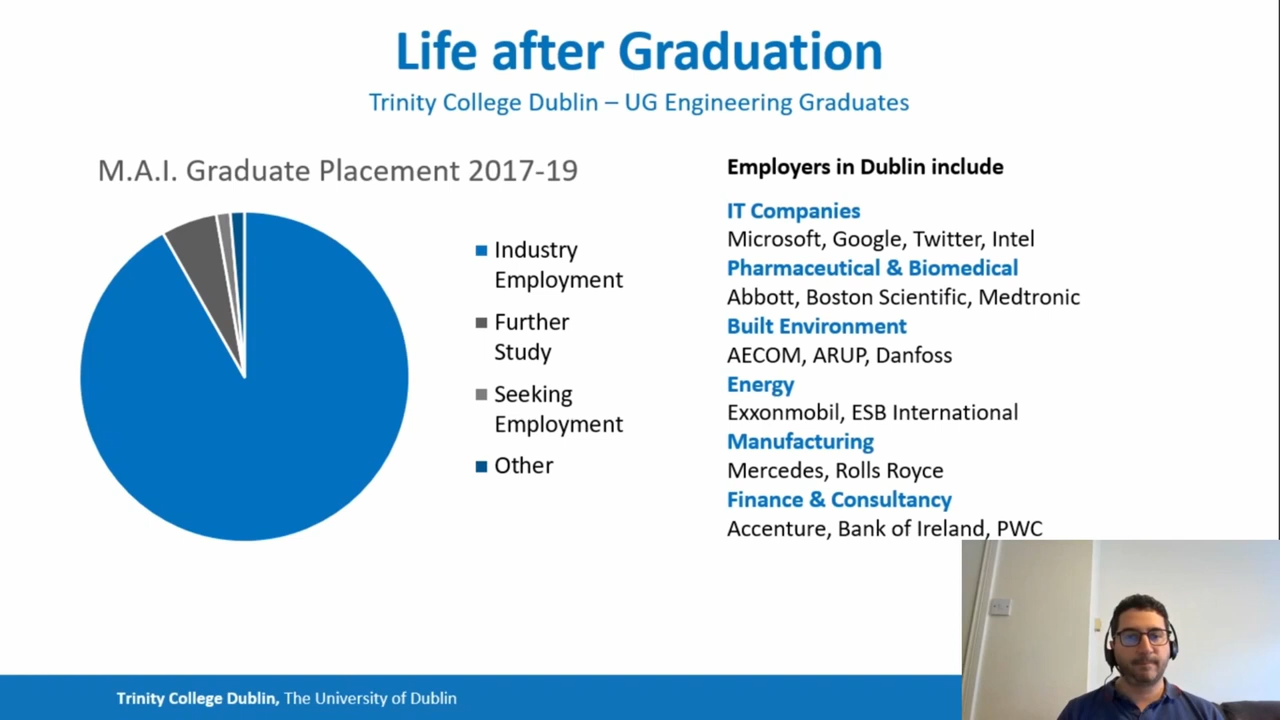 Life after Graduation
Trinity College Dublin – UG Engineering Graduates
M.A.I. Graduate Placement 2017-19
Industry
Employment
Further
Study
Seeking
Employment
Other
Employers in Dublin include
IT Companies
Microsoft, Google, Twitter, Intel
Pharmaceutical & Biomedical
Abbott, Boston Scientific, Medtronic
Built Environment
AECOM, ARUP, Danfoss
Energy
Exxonmobil, ESB International
Manufacturing
Mercedes, Rolls Royce
Finance & Consultancy
Accenture, Bank of Ireland, PWC
Trinity College Dublin, The University of Dublin